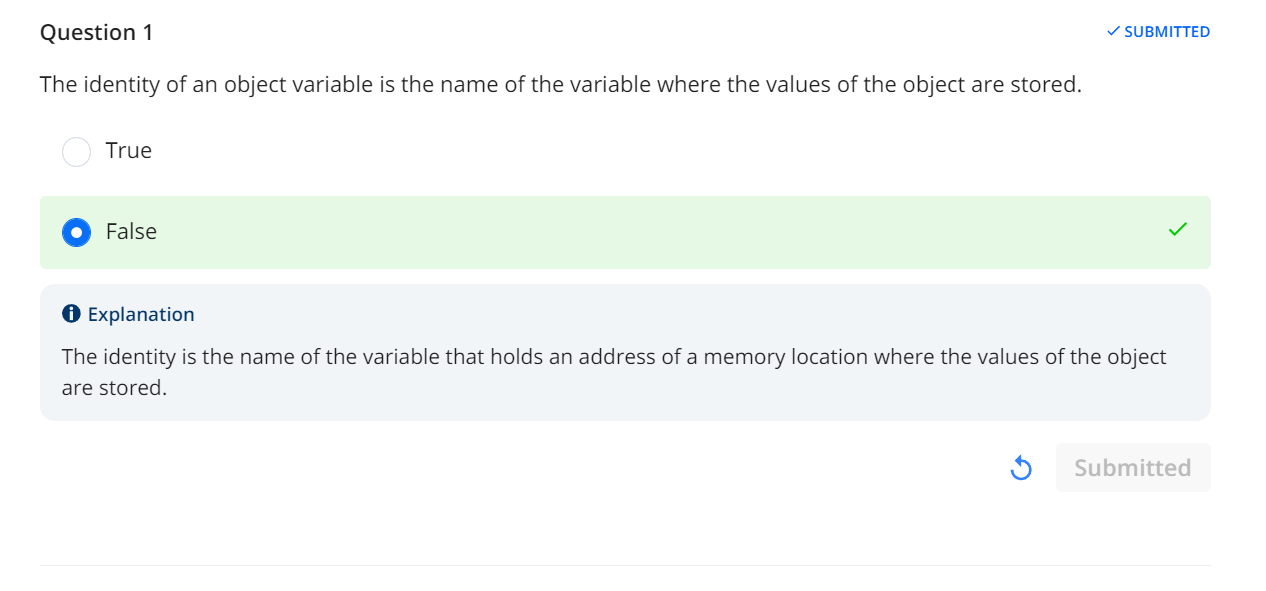 Question 1
SUBMITTED
The identity of an object variable is the name of the variable where the values of the object are stored.
True
False
Explanation
The identity is the name of the variable that holds an address of a memory location where the values of the object
are stored.
Submitted